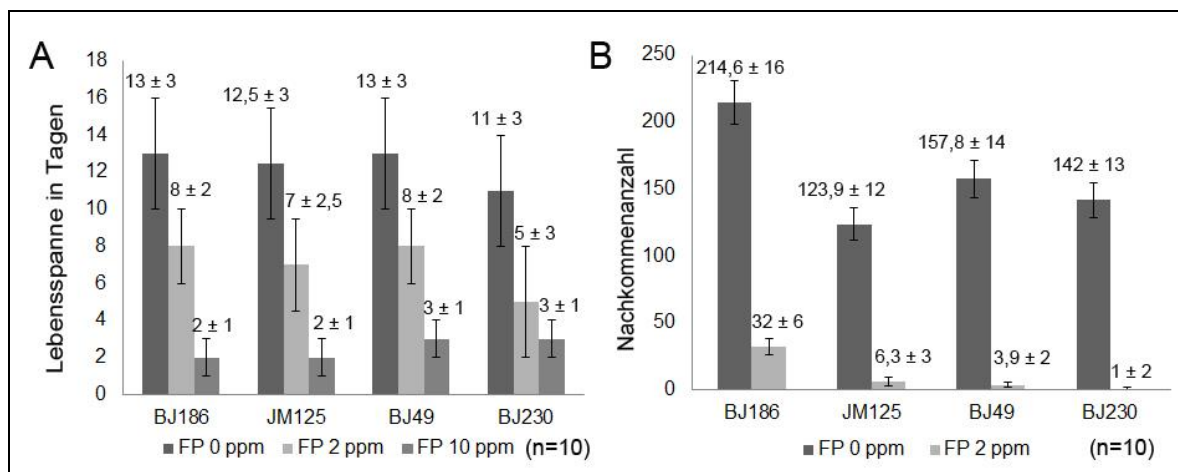 A
Lebensspanne in Tagen
18
16
14
12
10
8
6
4
2
0
13 ± 3
8 ± 2
2 ± 1
12,5 ± 3
7 ± 2,5
2 ± 1
13 ± 3
8 ± 2
3 ± 1
11 ± 3
5 ± 3
3 ± 1
BJ186 JM125 BJ49 BJ230
FP 0 ppm FP 2 ppm FP 10 ppm (n=10)
B
Nachkommenanzahl
250
200
150
100
50
0
214,6 ± 16
32 ± 6
123,9 ± 12
6,3 ± 3
157,8 ± 14
3,9 ± 2
142 ± 13
1 ± 2
BJ186 JM125 BJ49 BJ230
FP 0 ppm FP 2 ppm (n=10)